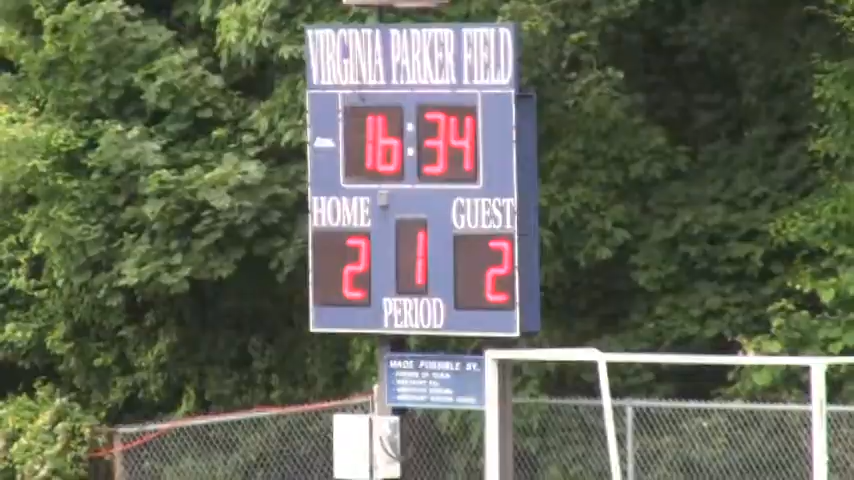 VIRGINIA PARKER FIELD
16:34
HOME GUEST
2 1 2
PERIOD
MADE POSSIBLE BY.